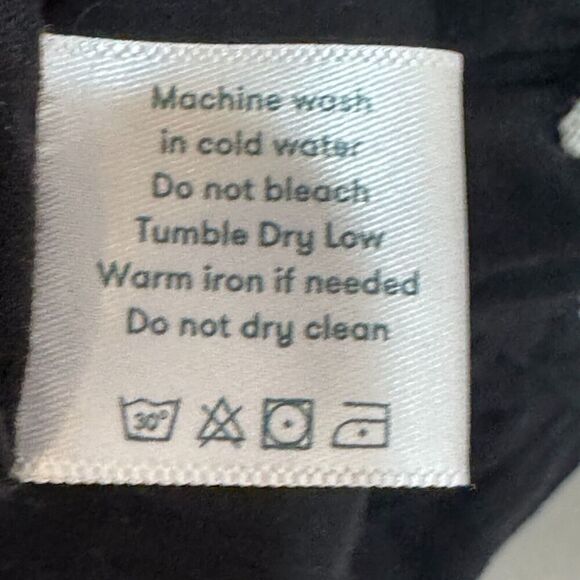 Machine wash
in cold water
Do not bleach
Tumble Dry Low
Warm iron if needed
Do not dry clean
30°